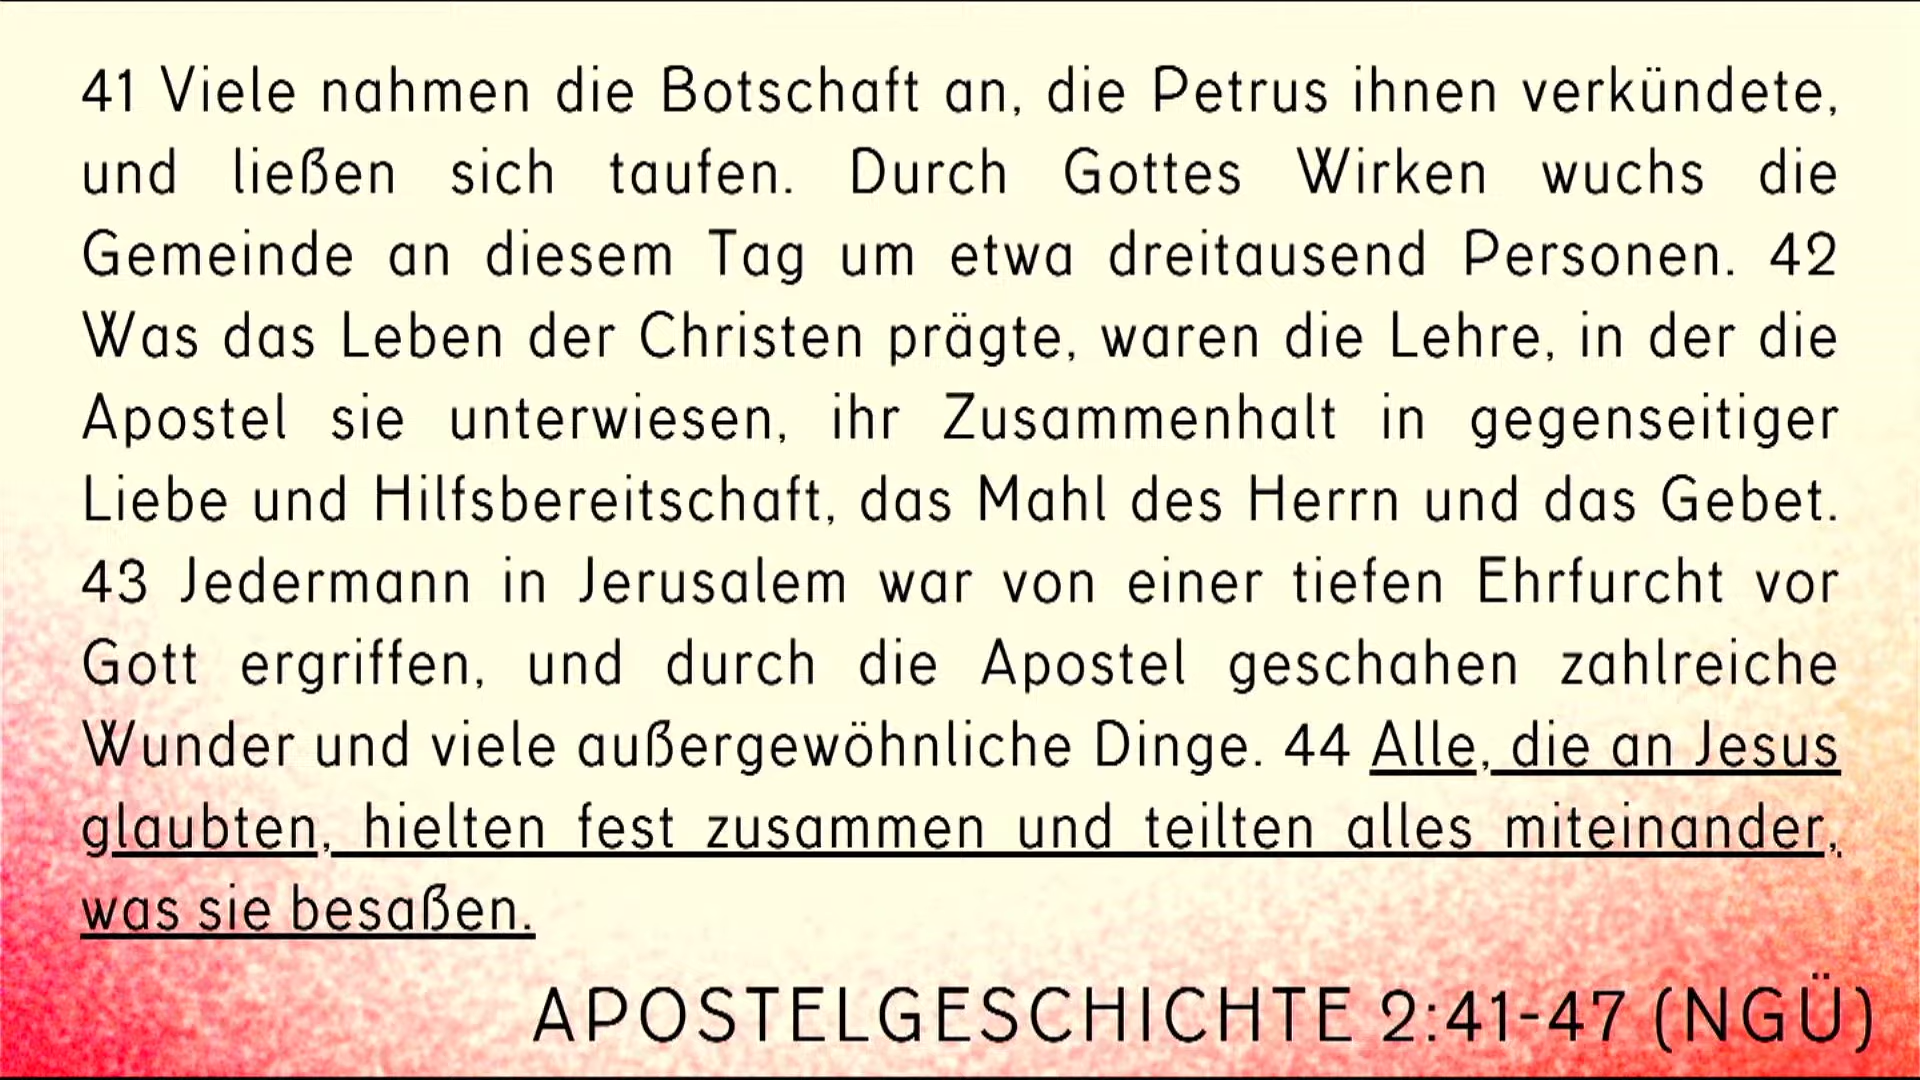 41 Viele nahmen die Botschaft an, die Petrus ihnen verkündete,
und ließen sich taufen. Durch Gottes Wirken wuchs die
Gemeinde an diesem Tag um etwa dreitausend Personen. 42
Was das Leben der Christen prägte, waren die Lehre, in der die
Apostel sie unterwiesen, ihr Zusammenhalt in gegenseitiger
Liebe und Hilfsbereitschaft, das Mahl des Herrn und das Gebet.
43 Jedermann in Jerusalem war von einer tiefen Ehrfurcht vor
Gott ergriffen, und durch die Apostel geschahen zahlreiche
Wunder und viele außergewöhnliche Dinge. 44 Alle, die an Jesus
glaubten, hielten fest zusammen und teilten alles miteinander,
was sie besaßen.
APOSTELGESCHICHTE 2:41-47 (NGÜ)